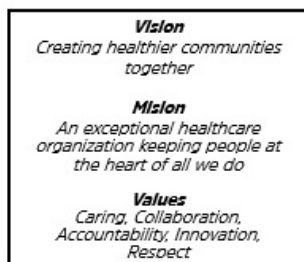 Vision
Creating healthier communities
together
Mision
An exceptional healthcare
organization keeping people at
the heart of all we do
Values
Caring, Collaboration,
Accountability, Innovation,
Respect